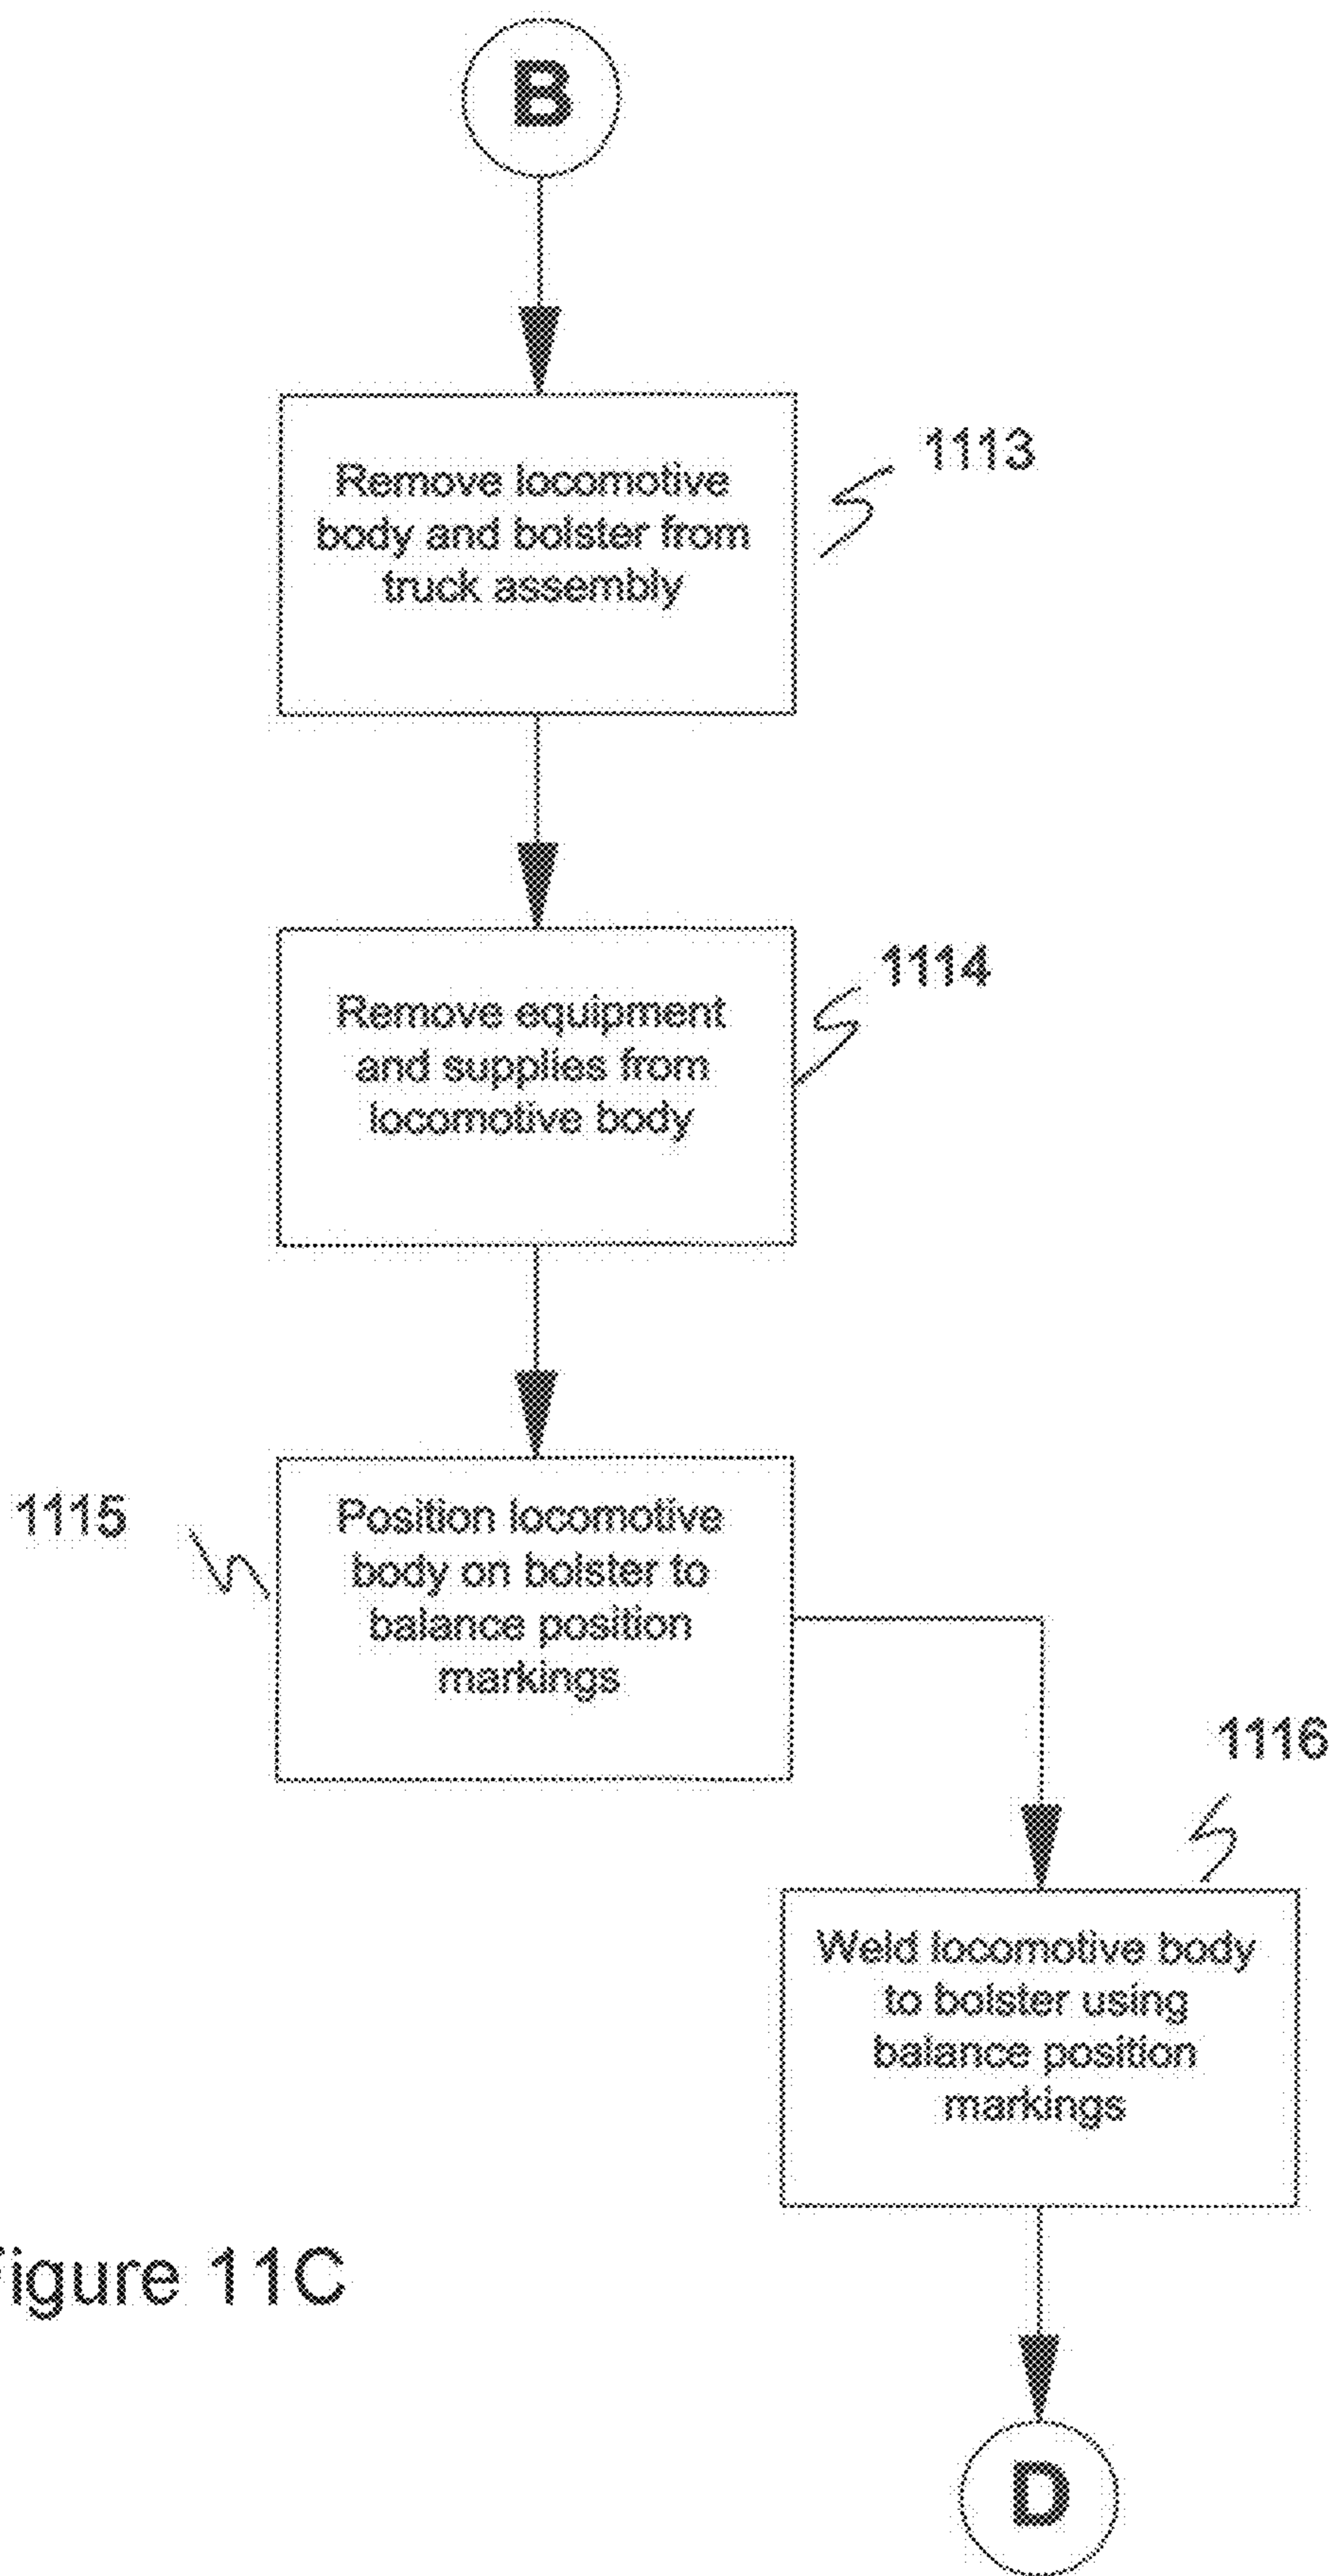 B
Remove locomotive
body and bolster from
truck assembly
1113
Remove equipment
and supplies from
locomotive body
1114
1115
Position locomotive
body on bolster to
balance position
markings
1116
Weld locomotive body
to bolster using
balance position
markings
igure 11C
D